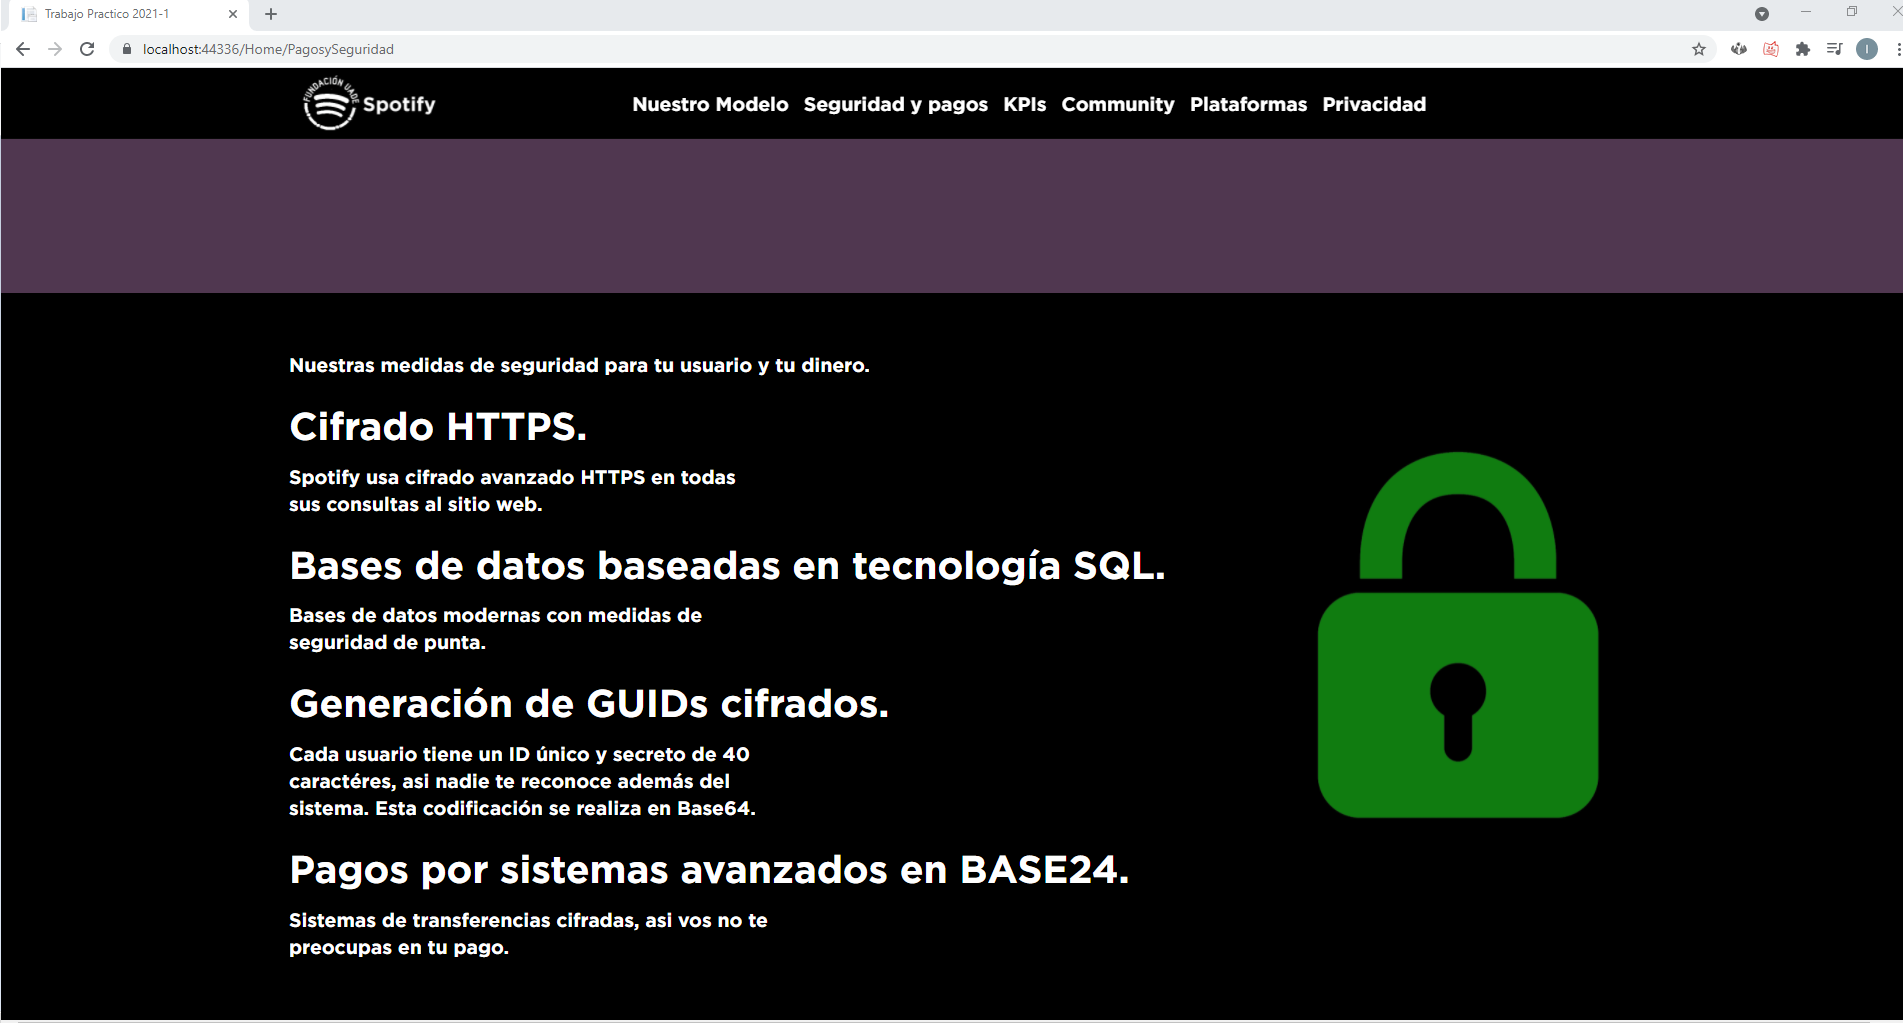 Trabajo Practico 2021-1
localhost:44336/Home/PagosySeguridad
I
FUNDACIÓN UADE
Spotify
Nuestro Modelo Seguridad y pagos KPIs Community Plataformas Privacidad
Nuestras medidas de seguridad para tu usuario y tu dinero.
Cifrado HTTPS.
Spotify usa cifrado avanzado HTTPS en todas
sus consultas al sitio web.
Bases de datos baseadas en tecnología SQL.
Bases de datos modernas con medidas de
seguridad de punta.
Generación de GUIDs cifrados.
Cada usuario tiene un ID único y secreto de 40
caractéres, asi nadie te reconoce además del
sistema. Esta codificación se realiza en Base64.
Pagos por sistemas avanzados en BASE24.
Sistemas de transferencias cifradas, asi vos no te
preocupas en tu pago.